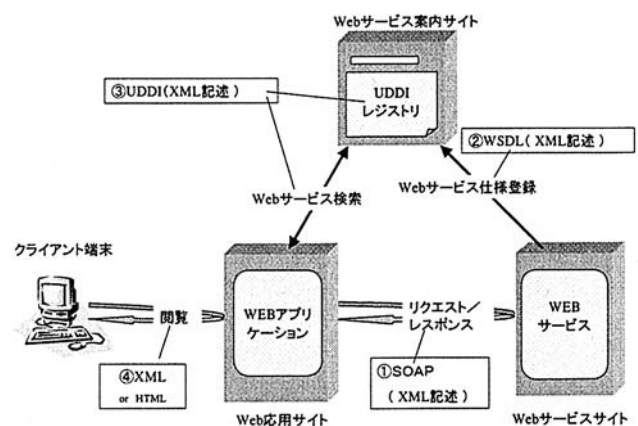 Webサービス案内サイト
③UDDI(XML記述)
UDDI
レジストリ
②WSDL( XML記述)
Webサービス仕様登録
Webサービス検索
クライアント端末
閲覧
WEBアプリ
ケーション
リクエスト/
レスポンス
WEB
サービス
④XML
or HTML
①SOAP
(XML記述)
Web応用サイト
Webサービスサイト